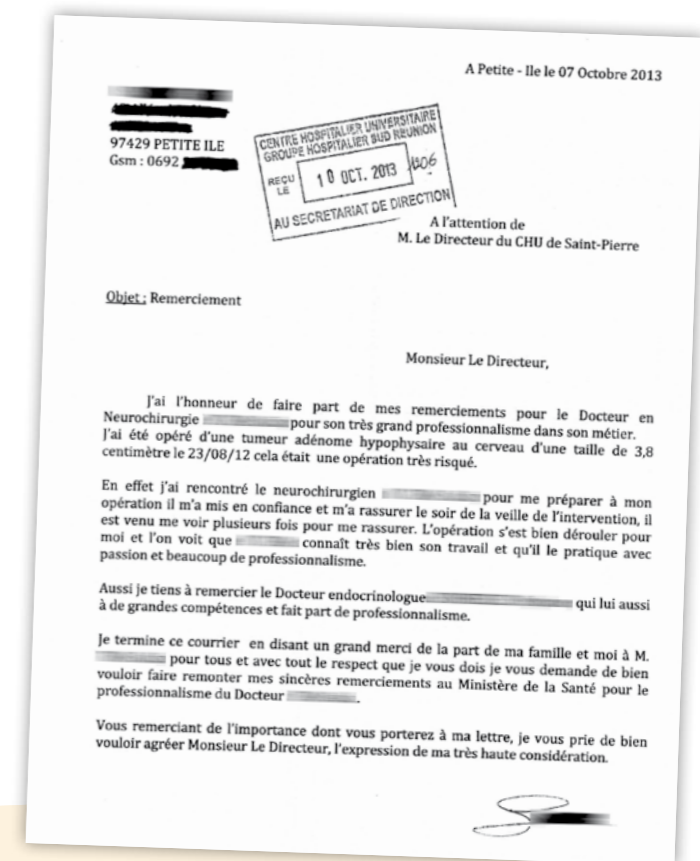 A Petite - Ile le 07 Octobre 2013
97429 PETITE ILE
Gsm : 0692
CENTRE HOSPITALIER UNIVERSITAIRE
GROUPE HOSPITALIER SUD REUNION
REÇU
LE
10 OCT. 2013
AU SECRETARIAT DE DIRECTION
A l'attention de
M. Le Directeur du CHU de Saint-Pierre
Objet : Remerciement
Monsieur Le Directeur,
J'ai l'honneur de faire part de mes remerciements pour le Docteur en
Neurochirurgie pour son très grand professionnalisme dans son métier.
J'ai été opéré d'une tumeur adénome hypophysaire au cerveau d'une taille de 3,8
centimètre le 23/08/12 cela était une opération très risqué.
En effet j'ai rencontré le neurochirurgien pour me préparer à mon
opération il m'a mis en confiance et m'a rassurer le soir de la veille de l'intervention, il
est venu me voir plusieurs fois pour me rassurer. L'opération s'est bien dérouler pour
moi et l'on voit que connaît très bien son travail et qu'il le pratique avec
passion et beaucoup de professionnalisme.
Aussi je tiens à remercier le Docteur endocrinologue qui lui aussi
à de grandes compétences et fait part de professionnalisme.
Je termine ce courrier en disant un grand merci de la part de ma famille et moi à M.
pour tous et avec tout le respect que je vous dois je vous demande de bien
vouloir faire remonter mes sincères remerciements au Ministère de la Santé pour le
professionnalisme du Docteur .
Vous remerciant de l'importance dont vous porterez à ma lettre, je vous prie de bien
vouloir agréer Monsieur Le Directeur, l'expression de ma très haute considération.